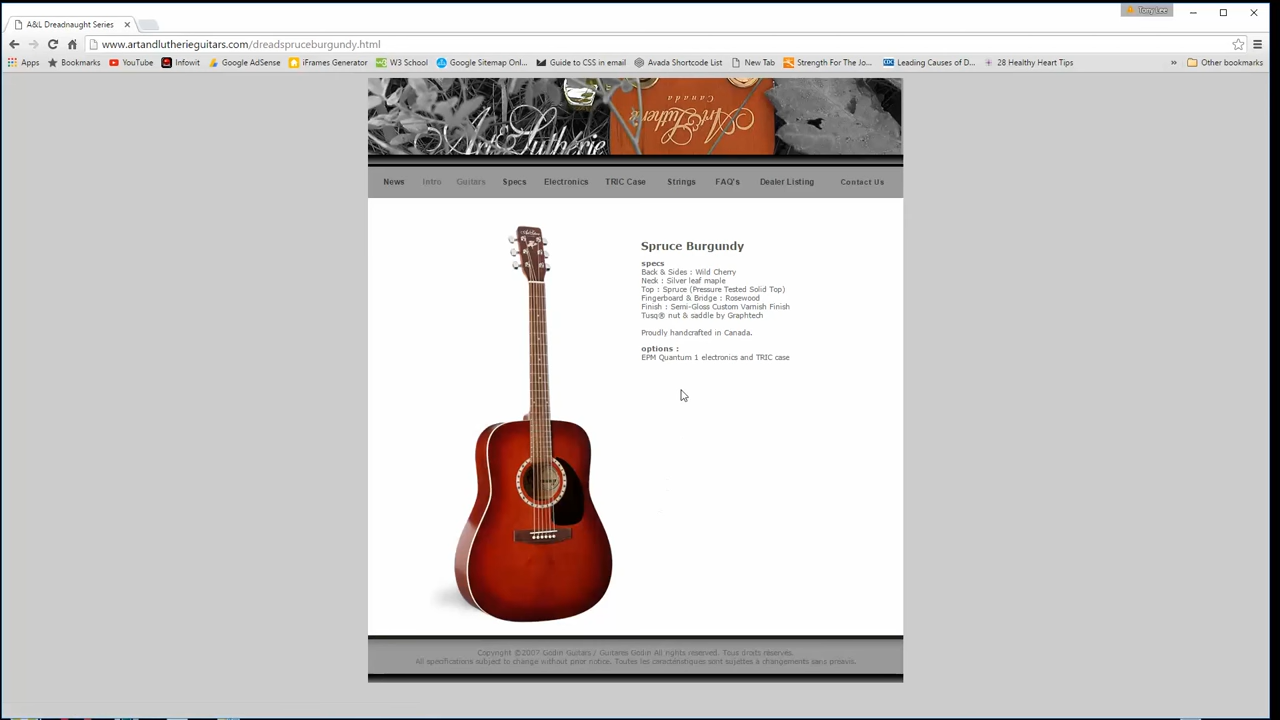 Tony Lee
A&L Dreadnaught Series
www.artandlutherieguitars.com/dreadspruceburgundy.html
Apps Bookmarks YouTube Infowit Google AdSense iFrames Generator W3 School Google Sitemap Onl... Guide to CSS in email Avada Shortcode List New Tab Strength For The Jo... Leading Causes of D... 28 Healthy Heart Tips » Other bookmarks
Canada
Art&Lutherie
Art&Lutherie
News Intro Guitars Specs Electronics TRIC Case Strings FAQ's Dealer Listing Contact Us
Spruce Burgundy
specs
Back & Sides : Wild Cherry
Neck : Silver leaf maple
Top : Spruce (Pressure Tested Solid Top)
Fingerboard & Bridge : Rosewood
Finish : Semi-Gloss Custom Varnish Finish
Tusq® nut & saddle by Graphtech
Proudly handcrafted in Canada.
options :
EPM Quantum 1 electronics and TRIC case
Copyright ©2007 Godin Guitars / Guitares Godin All rights reserved. Tous droits réservés.
All specifications subject to change without prior notice. Toutes les caractéristiques sont sujettes à changements sans préavis.